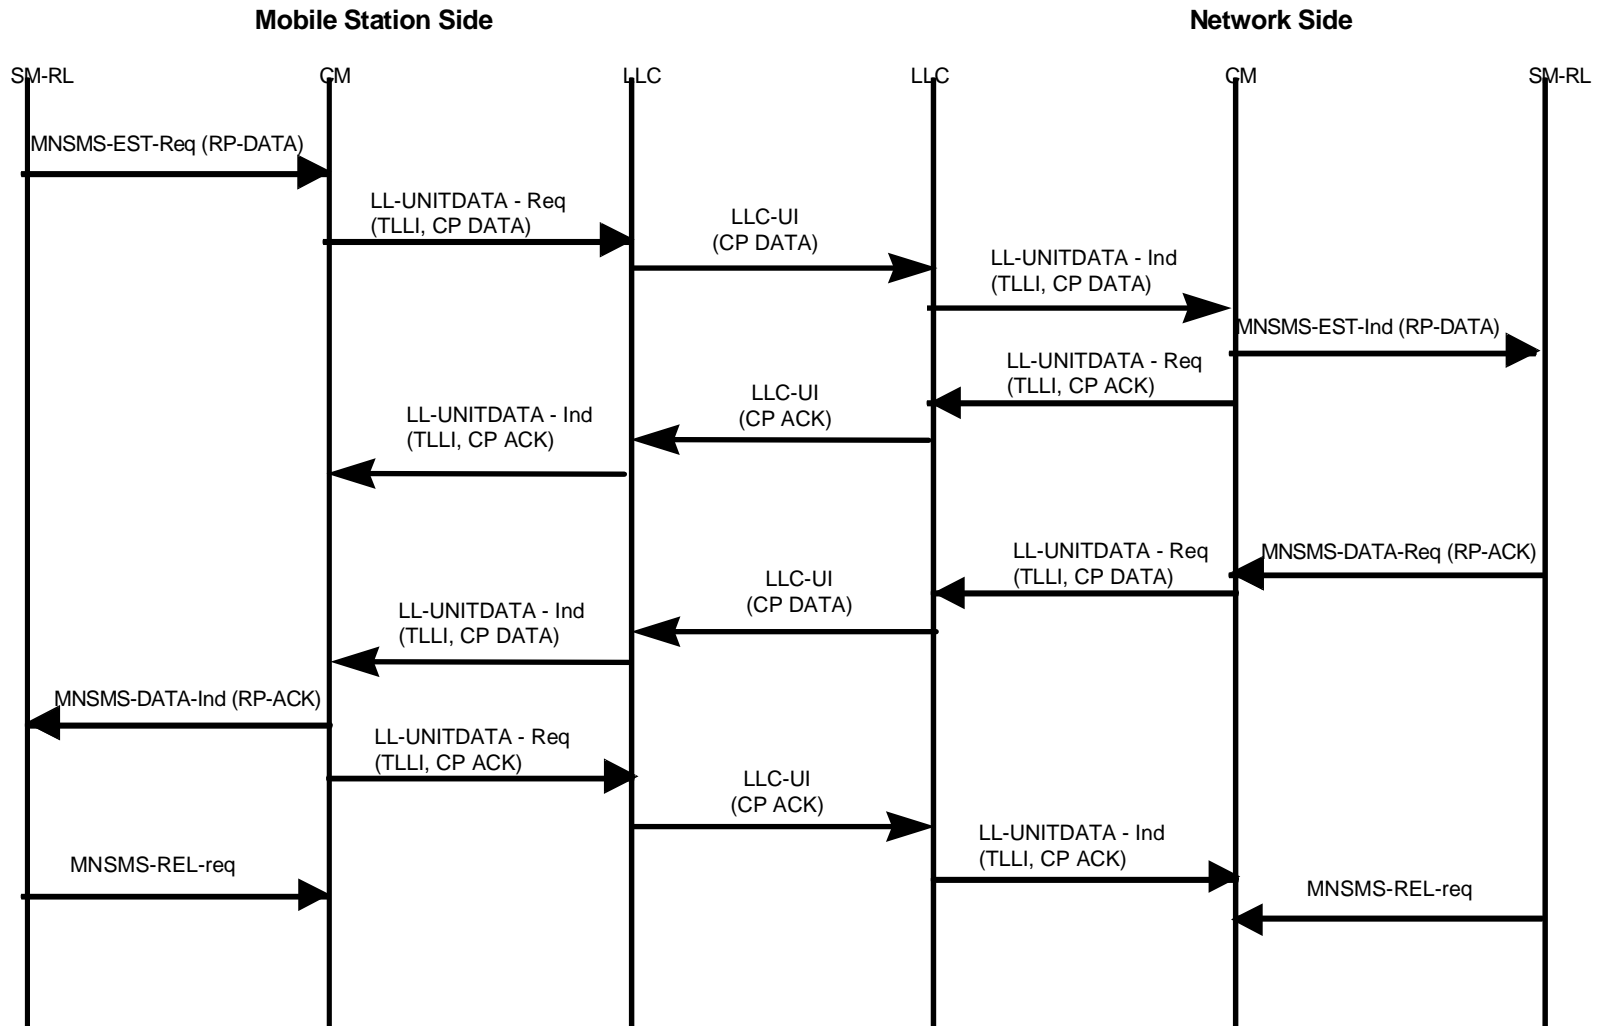 Mobile Station Side
Network Side
SM-RL
CM
LLC
LLC
CM
SM-RL
MNSMS-EST-Req (RP-DATA)
LL-UNITDATA - Req
(TLLI, CP DATA)
LLC-UI
(CP DATA)
LL-UNITDATA - Ind
(TLLI, CP DATA)
MNSMS-EST-Ind (RP-DATA)
LL-UNITDATA - Req
(TLLI, CP ACK)
LLC-UI
(CP ACK)
LL-UNITDATA - Ind
(TLLI, CP ACK)
MNSMS-DATA-Req (RP-ACK)
LL-UNITDATA - Req
(TLLI, CP DATA)
LLC-UI
(CP DATA)
LL-UNITDATA - Ind
(TLLI, CP DATA)
MNSMS-DATA-Ind (RP-ACK)
LL-UNITDATA - Req
(TLLI, CP ACK)
LLC-UI
(CP ACK)
LL-UNITDATA - Ind
(TLLI, CP ACK)
MNSMS-REL-req
MNSMS-REL-req